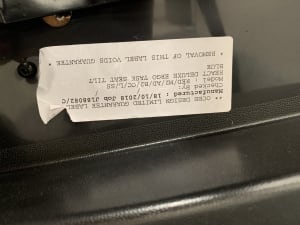 ** OCEE DESIGN LIMITED GUARANTEE LABEL
Manufactured : 18/10/2018 Job
Checked By:
Model:
DELUXE ERGO TASK SEAT TILT
BLUE
* REMOVAL OF THIS LABEL VOIDS GUARANTEE *